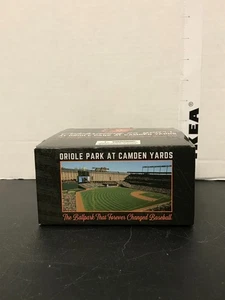 ORIOLE PARK AT CAMDEN YARDS
The Ballpark That Forever Changed Baseball
IKEA